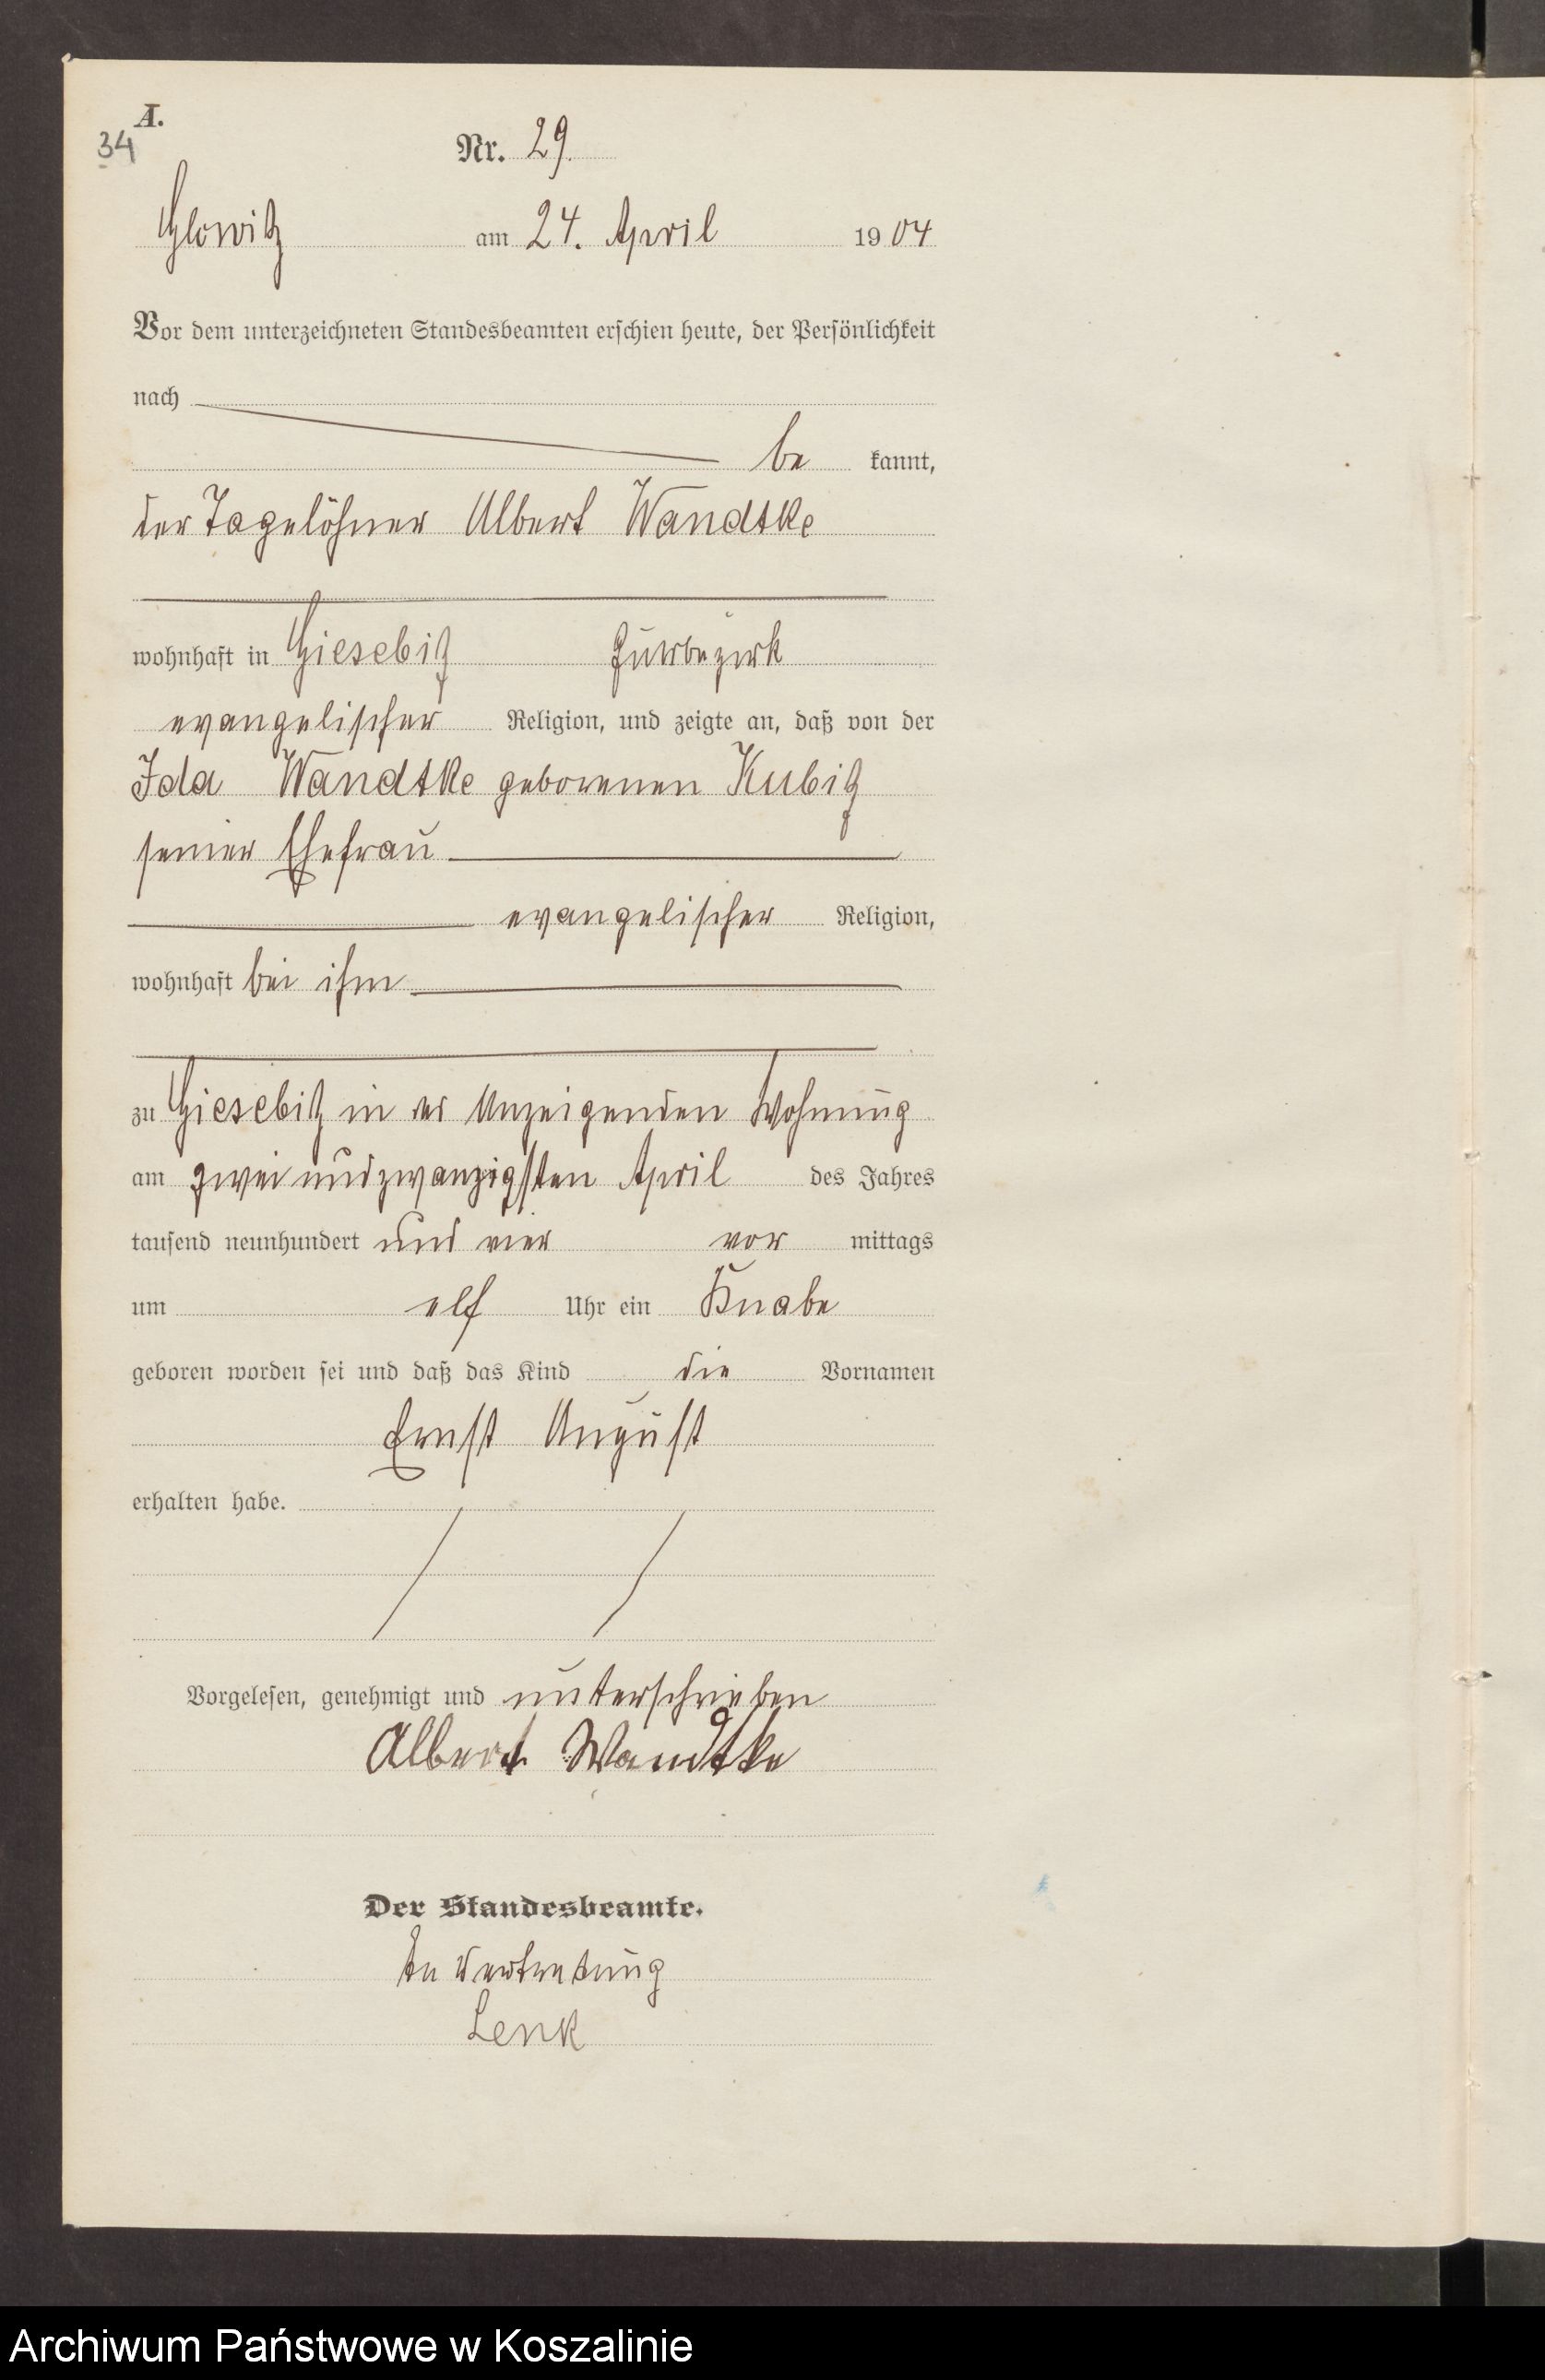 A.
34
Nr. 29.
Glowitz am 24. April 1904
Vor dem unterzeichneten Standesbeamten erschien heute, der Persönlichkeit
nach
be kannt,
der Tagelöhner Albert Wandtke
wohnhaft in Giesebitz Gutsbezirk
evangelischer Religion, und zeigte an, daß von der
Ida Wandtke geborenen Kubitz
seiner Ehefrau
evangelischer Religion,
wohnhaft bei ihm
zu Giesebitz in des Anzeigenden Wohnung
am zweiundzwanzigsten April des Jahres
tausend neunhundert und vier vor mittags
um elf Uhr ein Knabe
geboren worden sei und daß das Kind die Vornamen
Ernst August
erhalten habe.
Vorgelesen, genehmigt und unterschrieben
Albert Wandtke
Der Standesbeamte.
In Vertretung
Lenk
Archiwum Państwowe w Koszalinie